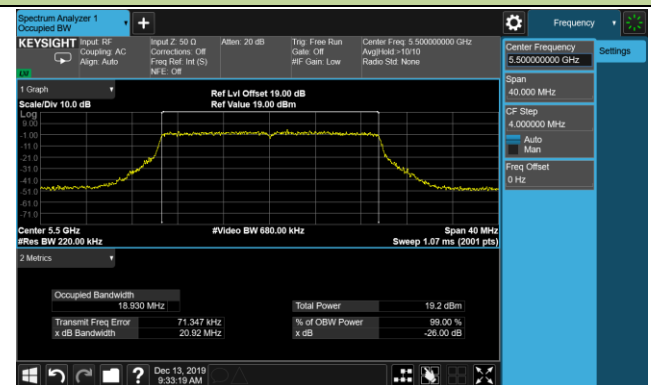 Spectrum Analyzer 1
Occupied BW
Frequency
KEYSIGHT
Input: RF
Coupling: AC
Align: Auto
Input Z: 50 Ω
Corrections: Off
Freq Ref: Int (S)
NFE: Off
Atten: 20 dB
Trig: Free Run
Gate: Off
#IF Gain: Low
Center Freq: 5.500000000 GHz
Avg|Hold:>10/10
Radio Std: None
Center Frequency
5.500000000 GHz
Settings
Span
40.000 MHz
CF Step
4.000000 MHz
Auto
Man
Freq Offset
0 Hz
1 Graph
Scale/Div 10.0 dB
Ref Lvl Offset 19.00 dB
Ref Value 19.00 dBm
Log
9.00
-1.00
-11.0
-21.0
-31.0
-41.0
-51.0
-61.0
-71.0
Center 5.5 GHz
#Video BW 680.00 kHz
Span 40 MHz
#Res BW 220.00 kHz
Sweep 1.07 ms (2001 pts)
2 Metrics
Occupied Bandwidth
18.930 MHz
Total Power 19.2 dBm
Transmit Freq Error 71.347 kHz
% of OBW Power 99.00 %
x dB Bandwidth 20.92 MHz
x dB -26.00 dB
Dec 13, 2019
9:33:19 AM